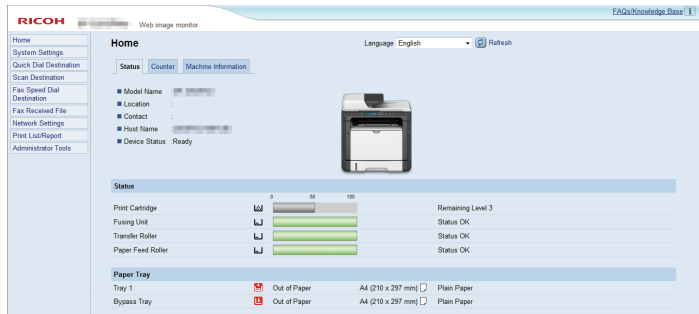 FAQs/Knowledge Base
RICOH
Web image monitor
Home
System Settings
Quick Dial Destination
Scan Destination
Fax Speed Dial
Destination
Fax Received File
Network Settings
Print List/Report
Administrator Tools
Home
Language English
Refresh
Status Counter Machine Information
Model Name :
Location :
Contact :
Host Name :
Device Status :Ready
Status
0 50 100
Print Cartridge Remaining Level 3
Fusing Unit Status OK
Transfer Roller Status OK
Paper Feed Roller Status OK
Paper Tray
Tray 1 Out of Paper A4 (210 x 297 mm) Plain Paper
Bypass Tray Out of Paper A4 (210 x 297 mm) Plain Paper